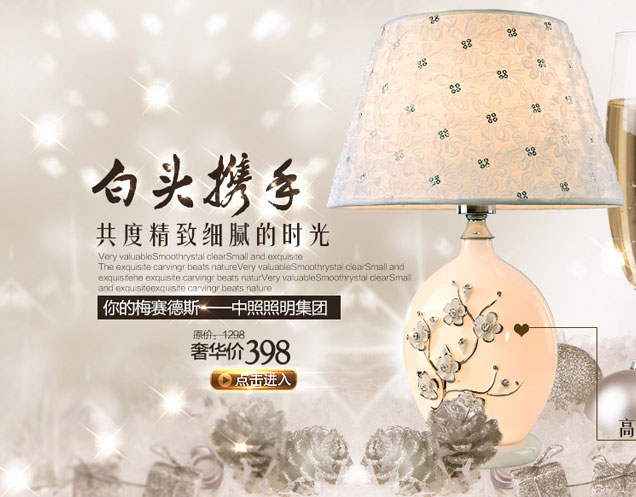 白头携手
共度精致细腻的时光
Very valuableSmoothrystal clearSmall and exquisite
The exquisite carvingr beats natureVery valuableSmoothrystal clearSmall and
exquisitehe exquisite carvingr beats naturVery valuableSmoothrystal clearSmall
and exquisiteexquisite carvingr beats nature
你的梅赛德斯——中照照明集团
原价：1298
奢华价398
点击进入
高